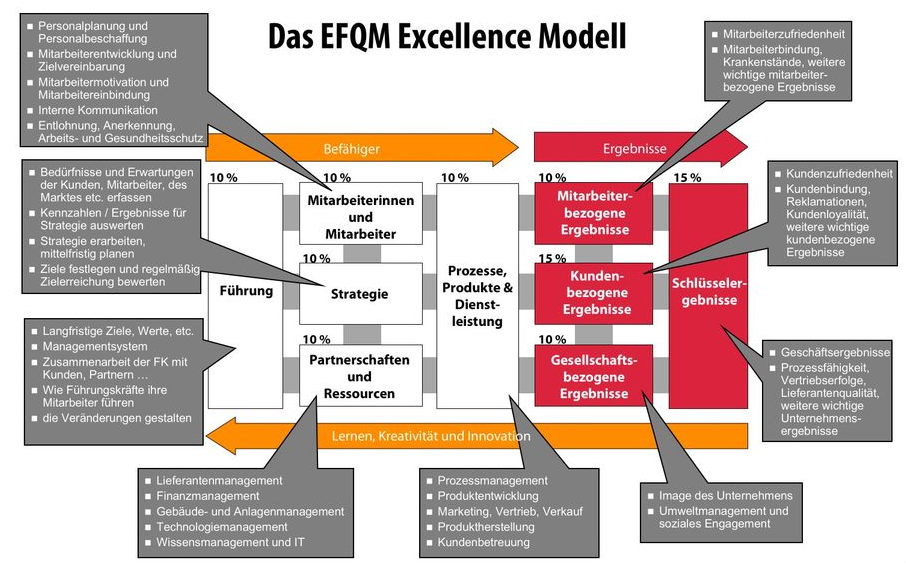 Das EFQM Excellence Modell
Personalplanung und
Personalbeschaffung
Mitarbeiterentwicklung und
Zielvereinbarung
Mitarbeitermotivation und
Mitarbeitereinbindung
Interne Kommunikation
Entlohnung, Anerkennung,
Arbeits- und Gesundheitsschutz
Mitarbeiterzufriedenheit
Mitarbeiterbindung,
Krankenstände, weitere
wichtige mitarbeiter-
bezogene Ergebnisse
Befähiger
Ergebnisse
Bedürfnisse und Erwartungen
der Kunden, Mitarbeiter, des
Marktes etc. erfassen
Kennzahlen / Ergebnisse für
Strategie auswerten
Strategie erarbeiten,
mittelfristig planen
Ziele festlegen und regelmäßig
Zielerreichung bewerten
Kundenzufriedenheit
Kundenbindung,
Reklamationen,
Kundenloyalität,
weitere wichtige
kundenbezogene
Ergebnisse
10 %
Führung
10 %
Mitarbeiterinnen
und
Mitarbeiter
10 %
Strategie
10 %
Partnerschaften
und
Ressourcen
10 %
Prozesse,
Produkte &
Dienst-
leistung
10 %
Mitarbeiter-
bezogene
Ergebnisse
15 %
Kunden-
bezogene
Ergebnisse
10 %
Gesellschafts-
bezogene
Ergebnisse
15 %
Schlüsseler-
gebnisse
Langfristige Ziele, Werte, etc.
Managementsystem
Zusammenarbeit der FK mit
Kunden, Partnern …
Wie Führungskräfte ihre
Mitarbeiter führen
die Veränderungen gestalten
Geschäftsergebnisse
Prozessfähigkeit,
Vertriebserfolge,
Lieferantenqualität,
weitere wichtige
Unternehmens-
ergebnisse
Lernen, Kreativität und Innovation
Lieferantenmanagement
Finanzmanagement
Gebäude- und Anlagenmanagement
Technologiemanagement
Wissensmanagement und IT
Prozessmanagement
Produktentwicklung
Marketing, Vertrieb, Verkauf
Produktherstellung
Kundenbetreuung
Image des Unternehmens
Umweltmanagement und
soziales Engagement